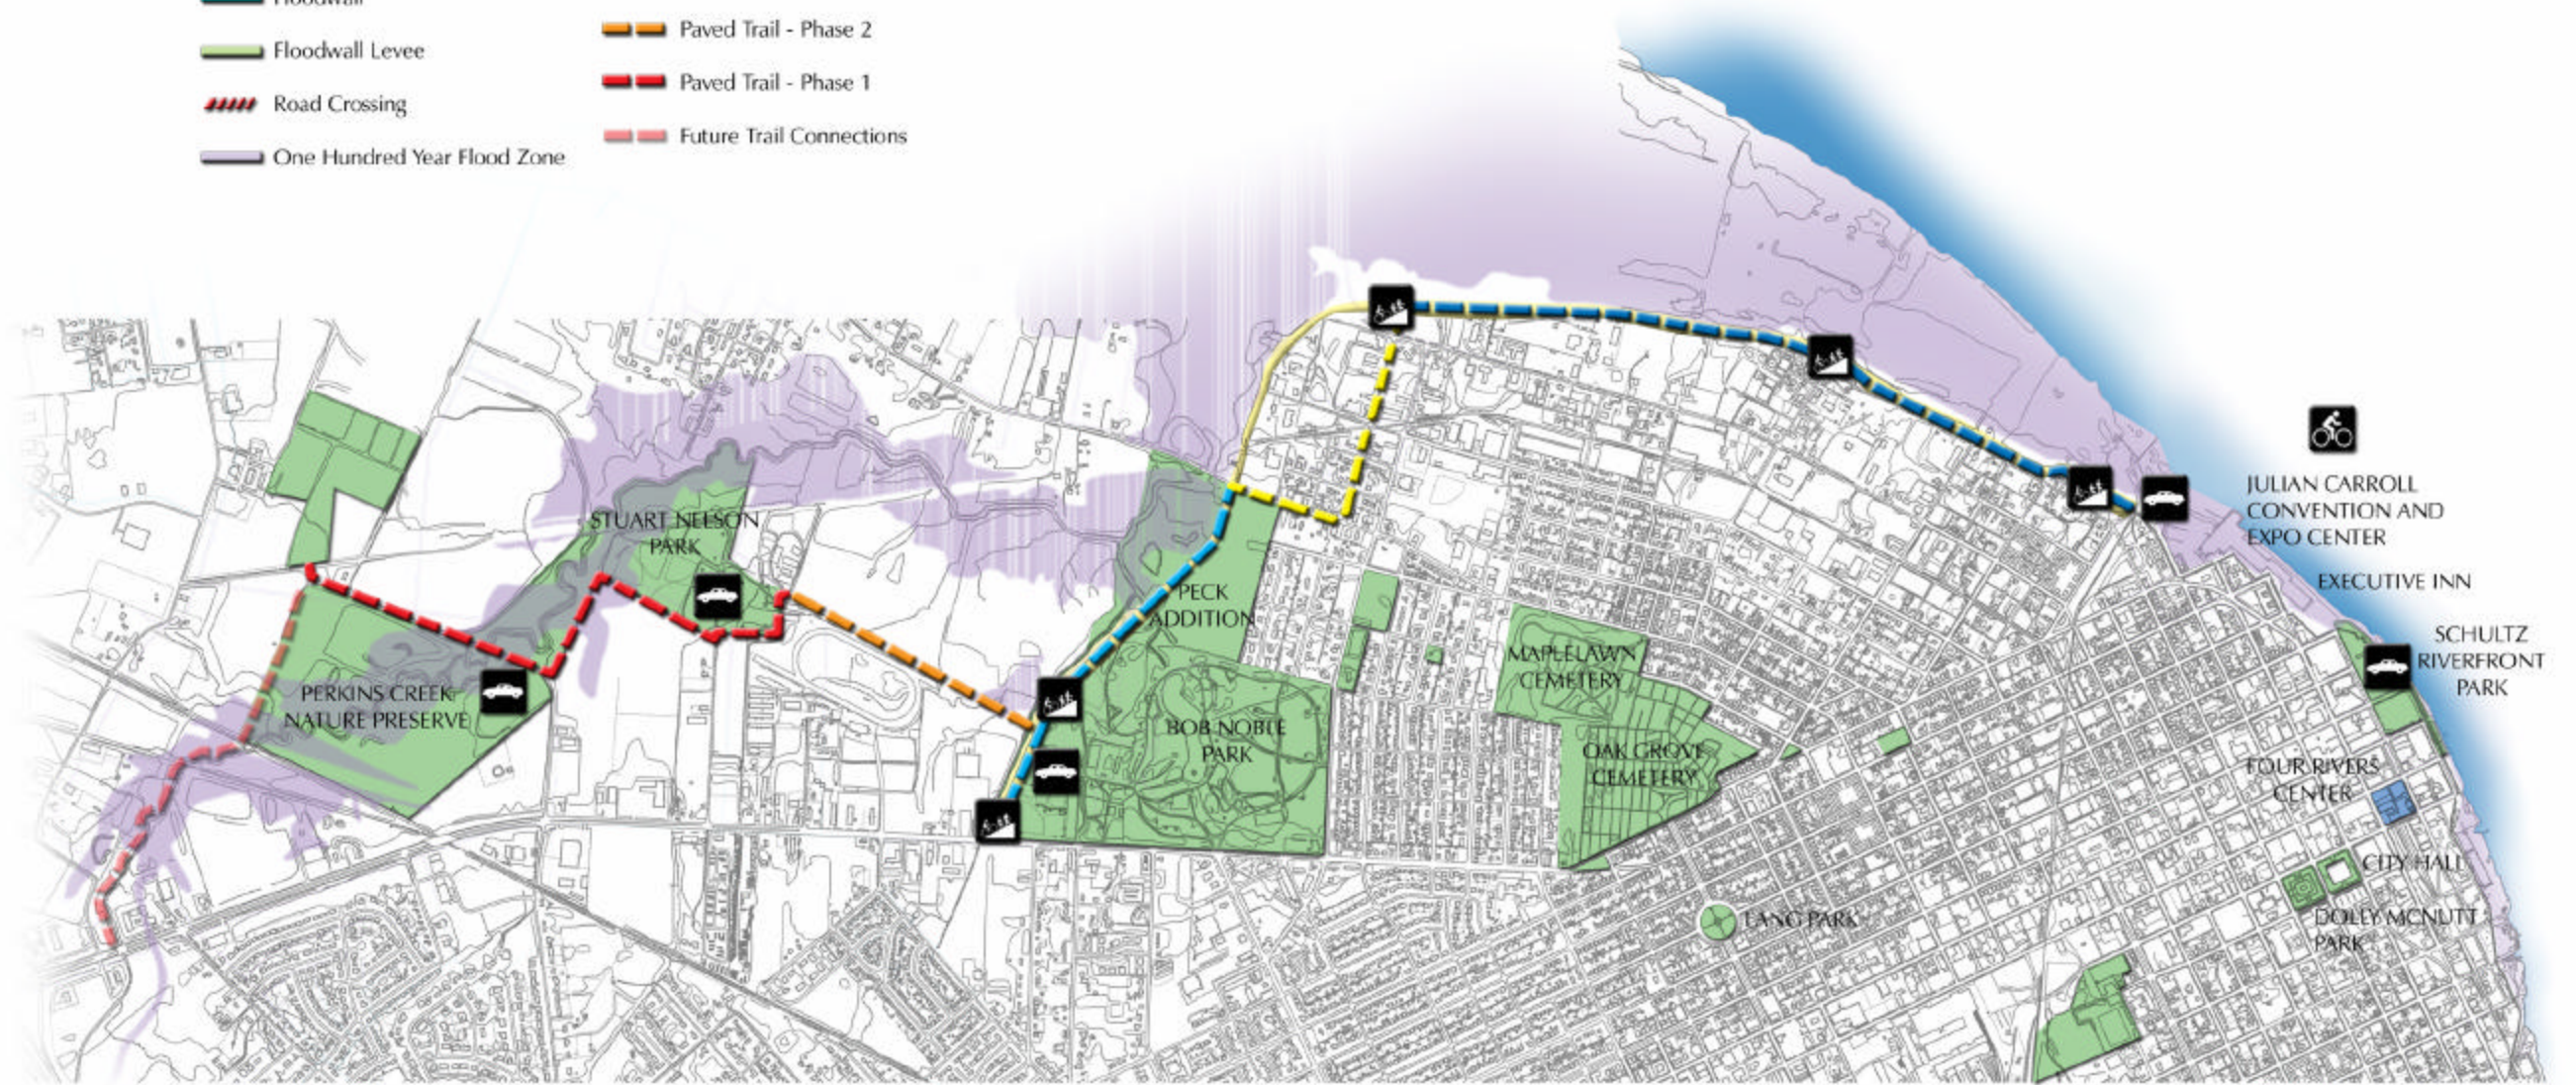 Floodwall
Floodwall Levee
Road Crossing
One Hundred Year Flood Zone
Paved Trail - Phase 2
Paved Trail - Phase 1
Future Trail Connections
STUART NELSON
PARK
PERKINS CREEK
NATURE PRESERVE
PECK
ADDITION
BOB NOBLE
PARK
MAPLELAWN
CEMETERY
OAK GROVE
CEMETERY
LANG PARK
JULIAN CARROLL
CONVENTION AND
EXPO CENTER
EXECUTIVE INN
SCHULTZ
RIVERFRONT
PARK
FOUR RIVERS
CENTER
CITY HALL
DOLLY MCNUTT
PARK